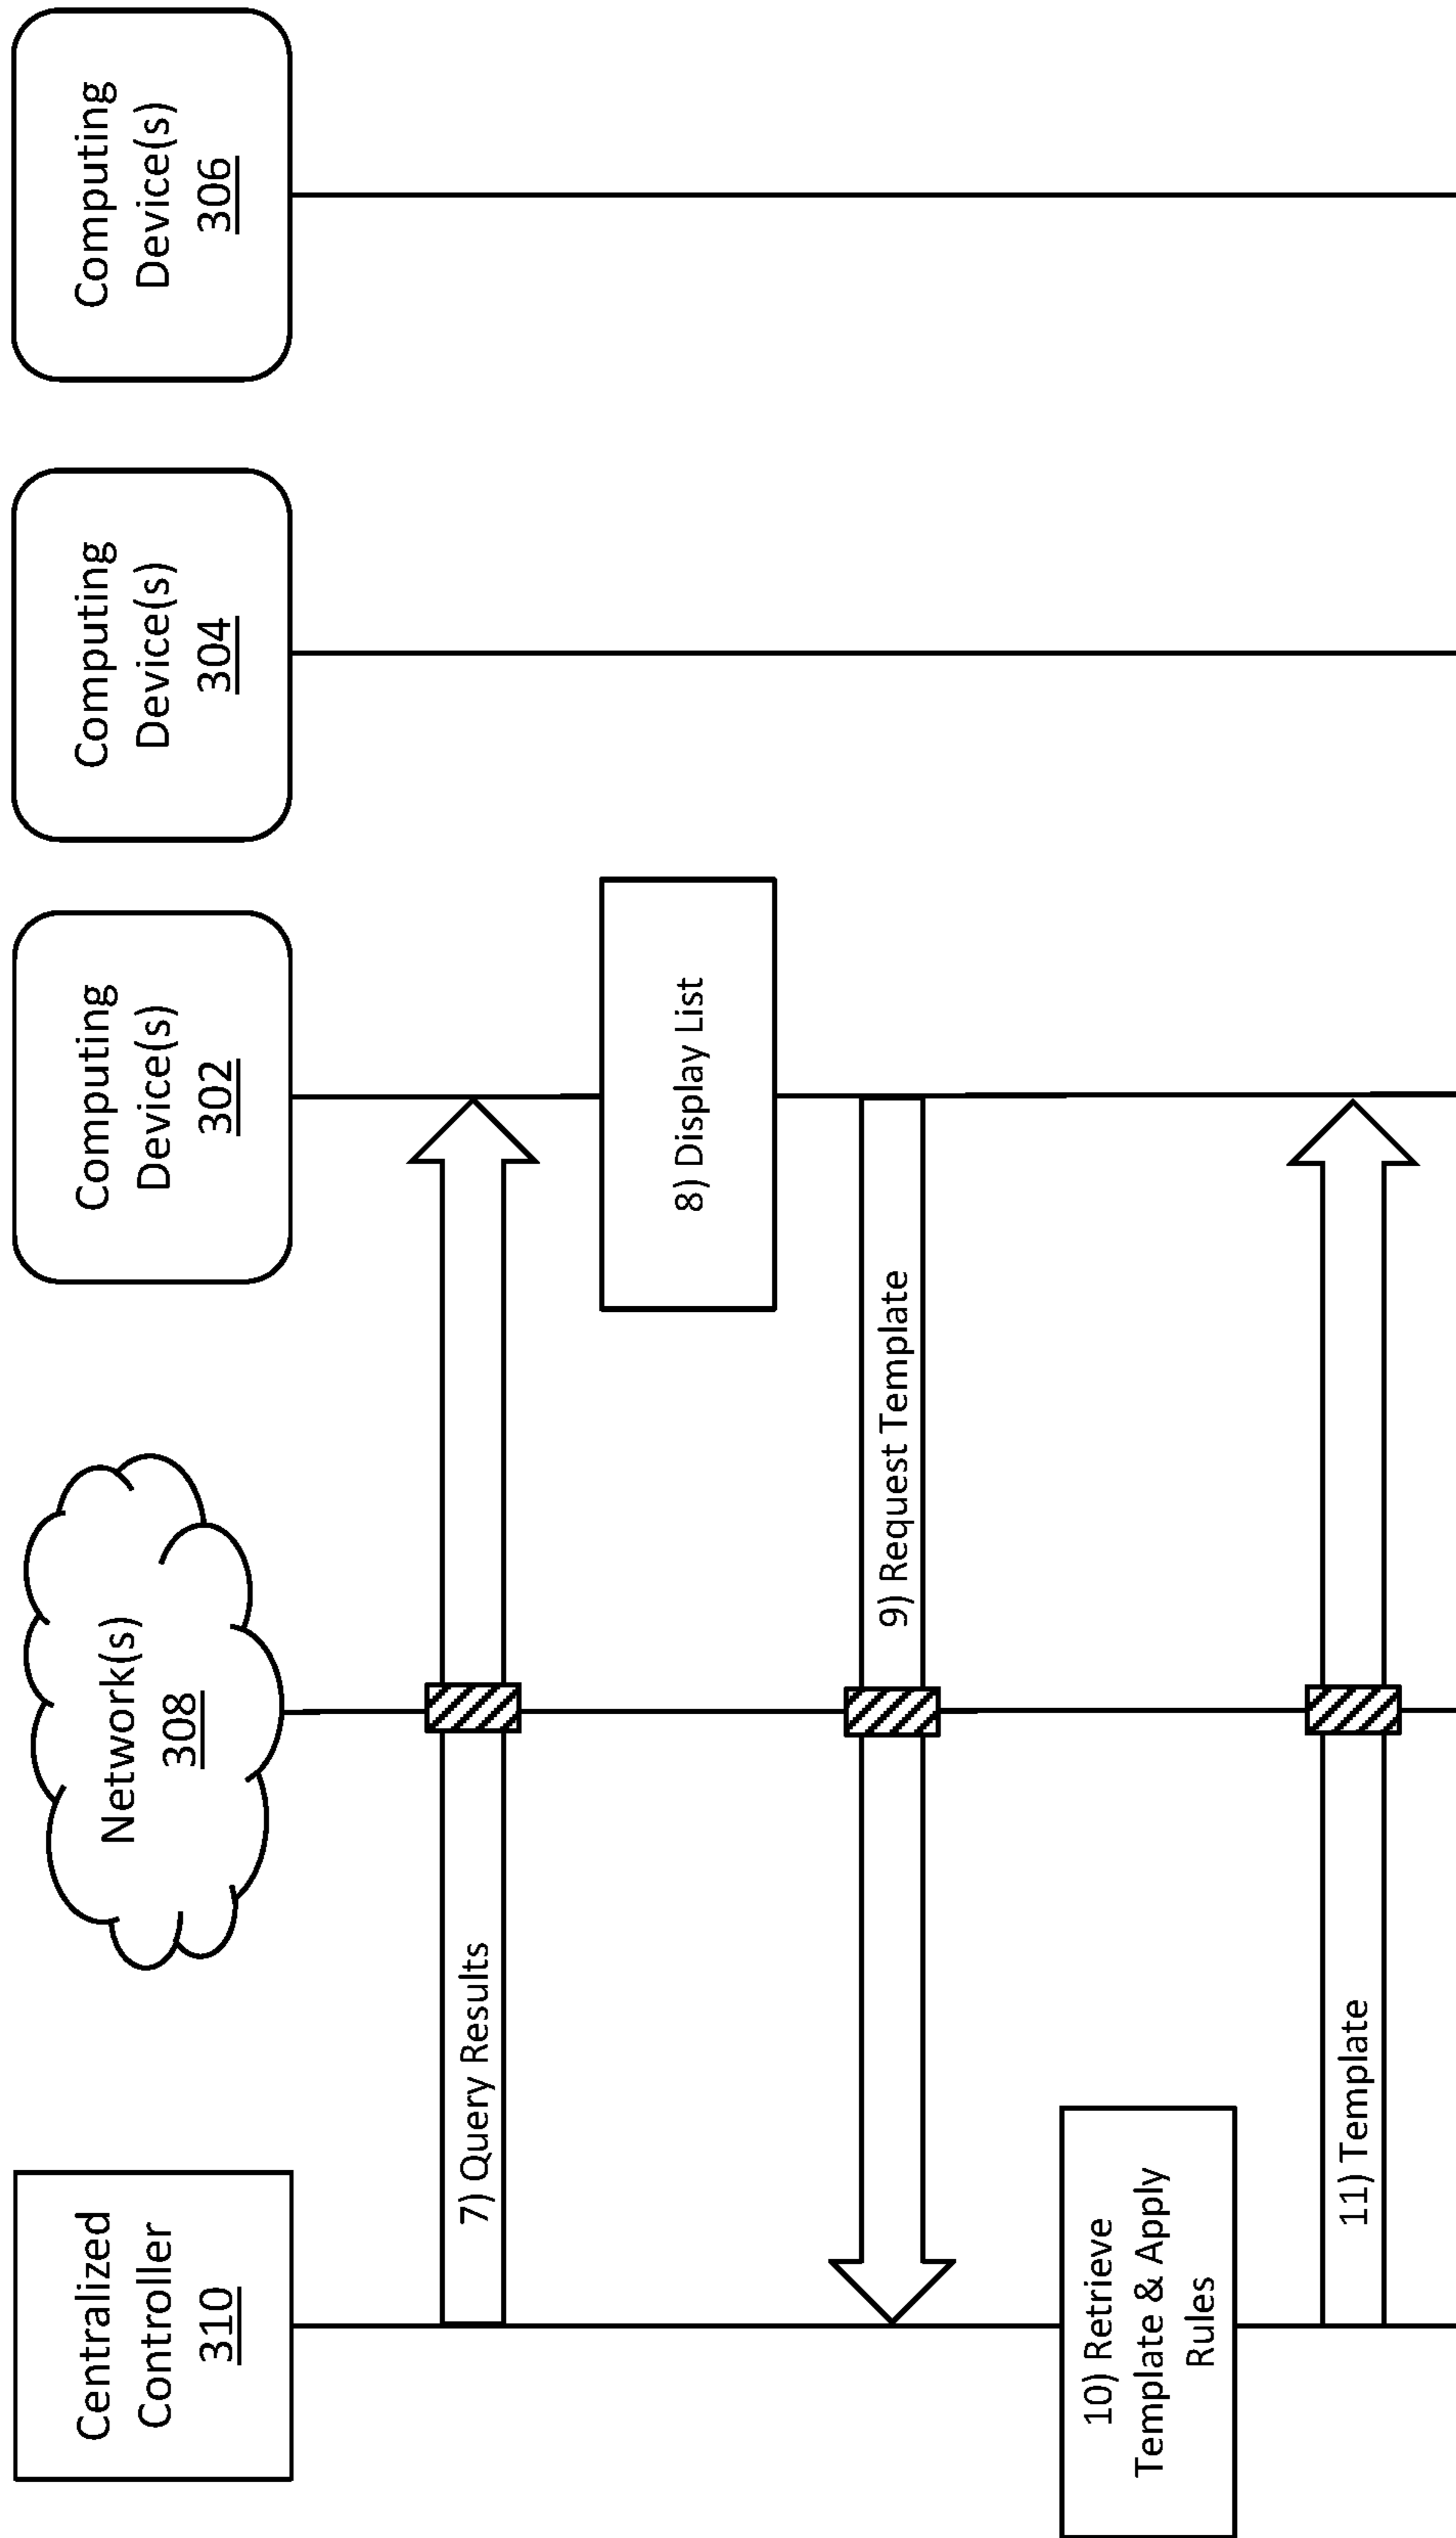 Centralized
Controller
310
Network(s)
308
Computing
Device(s)
302
Computing
Device(s)
304
Computing
Device(s)
306
7) Query Results
8) Display List
9) Request Template
10) Retrieve
Template & Apply
Rules
11) Template